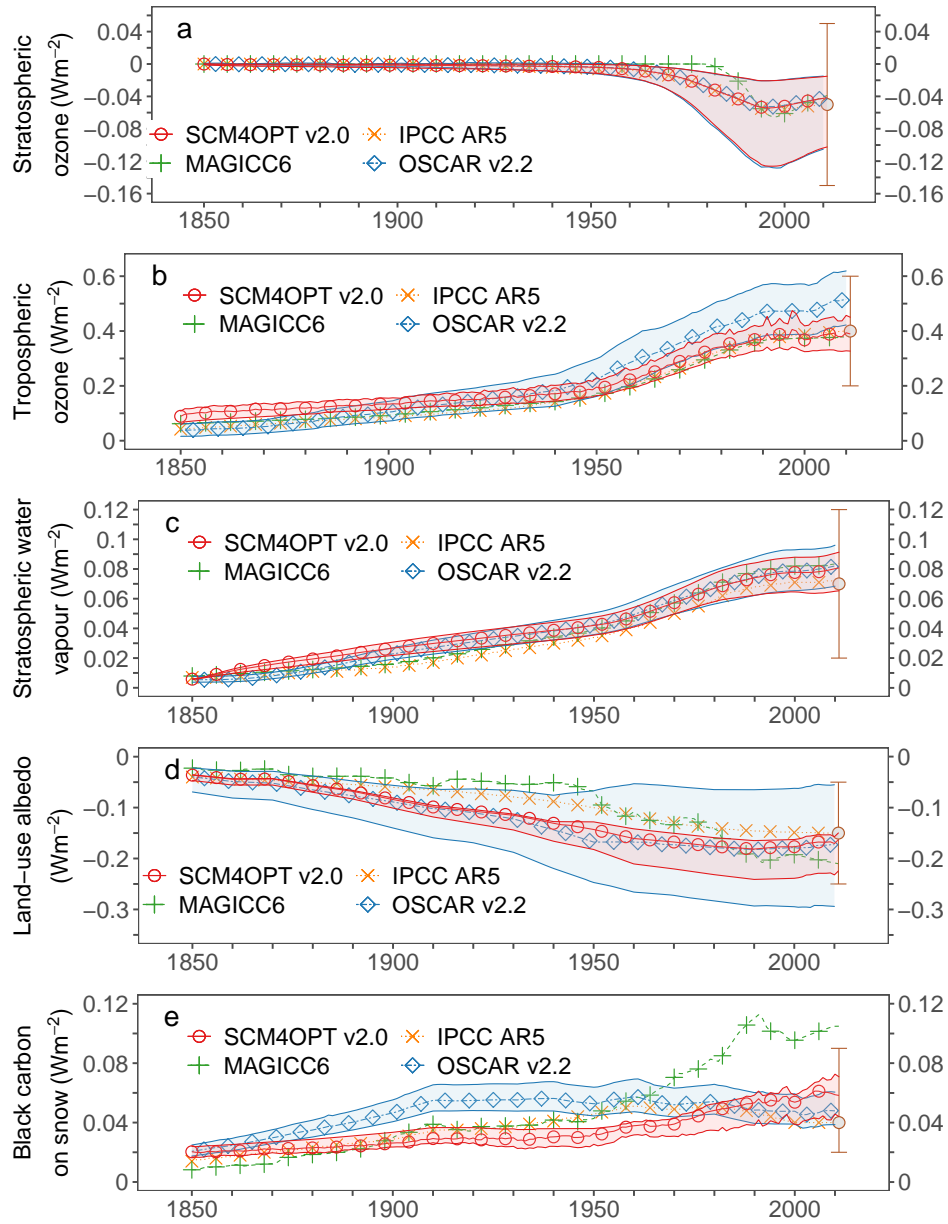 a
Stratospheric
ozone (Wm−2)
0.04
0
−0.04
−0.08
−0.12
−0.16
0.04
0
−0.04
−0.08
−0.12
−0.16
SCM4OPT v2.0
IPCC AR5
MAGICC6
OSCAR v2.2
1850
1900
1950
2000
b
Tropospheric
ozone (Wm−2)
0.6
0.4
0.2
0
0.6
0.4
0.2
0
SCM4OPT v2.0
IPCC AR5
MAGICC6
OSCAR v2.2
1850
1900
1950
2000
c
Stratospheric water
vapour (Wm−2)
0.12
0.1
0.08
0.06
0.04
0.02
0
0.12
0.1
0.08
0.06
0.04
0.02
0
SCM4OPT v2.0
IPCC AR5
MAGICC6
OSCAR v2.2
1850
1900
1950
2000
d
Land−use albedo
(Wm−2)
0
−0.1
−0.2
−0.3
0
−0.1
−0.2
−0.3
SCM4OPT v2.0
IPCC AR5
MAGICC6
OSCAR v2.2
1850
1900
1950
2000
e
Black carbon
on snow (Wm−2)
0.12
0.08
0.04
0
0.12
0.08
0.04
0
SCM4OPT v2.0
IPCC AR5
MAGICC6
OSCAR v2.2
1850
1900
1950
2000